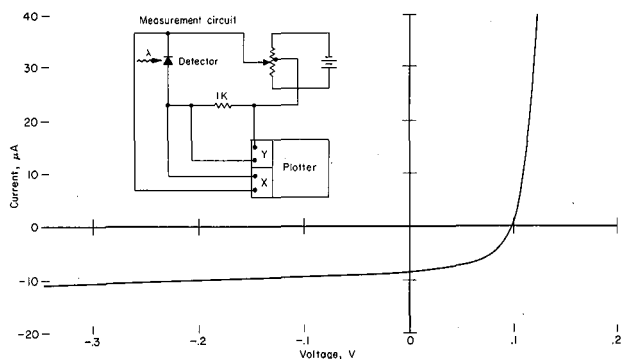 Measurement circuit
λ
Detector
1K
Y
X
Plotter
Current, μA
40
30
20
10
0
-10
-20
-.3
-.2
-.1
0
.1
.2
Voltage, V